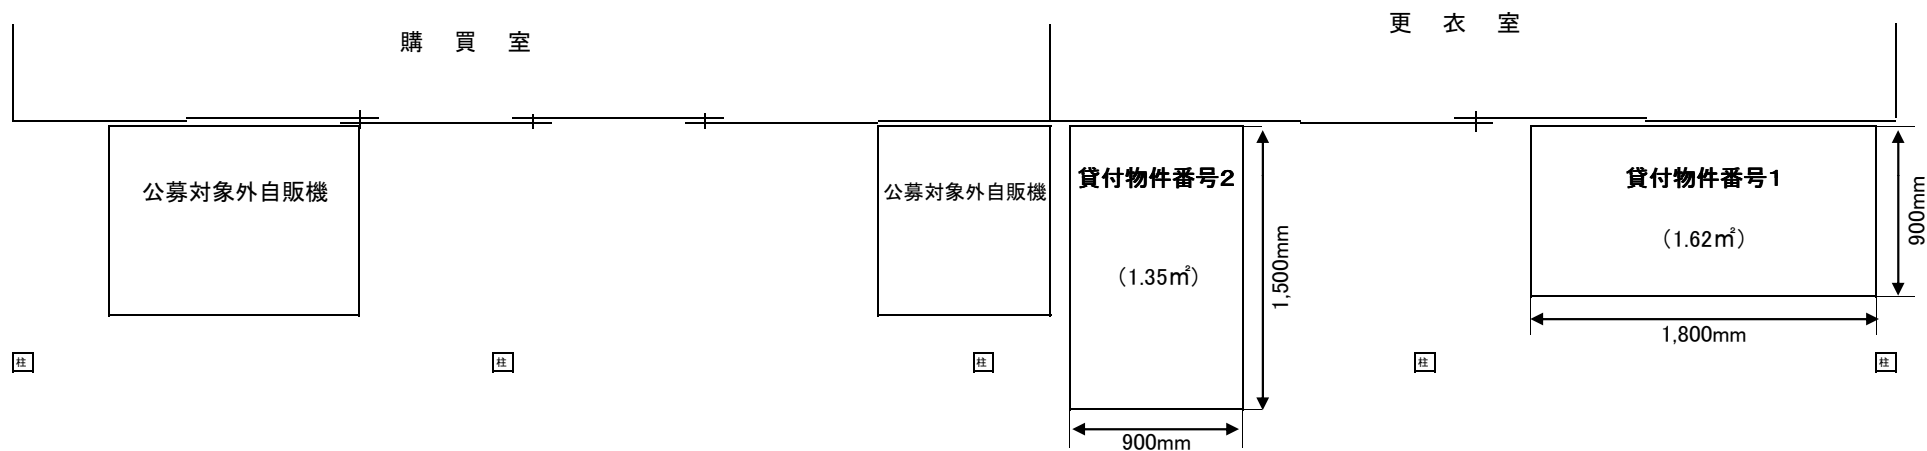 購 買 室
更 衣 室
公募対象外自販機
公募対象外自販機
貸付物件番号2
(1.35㎡)
1,500mm
900mm
貸付物件番号1
(1.62㎡)
900mm
1,800mm
柱
柱
柱
柱
柱